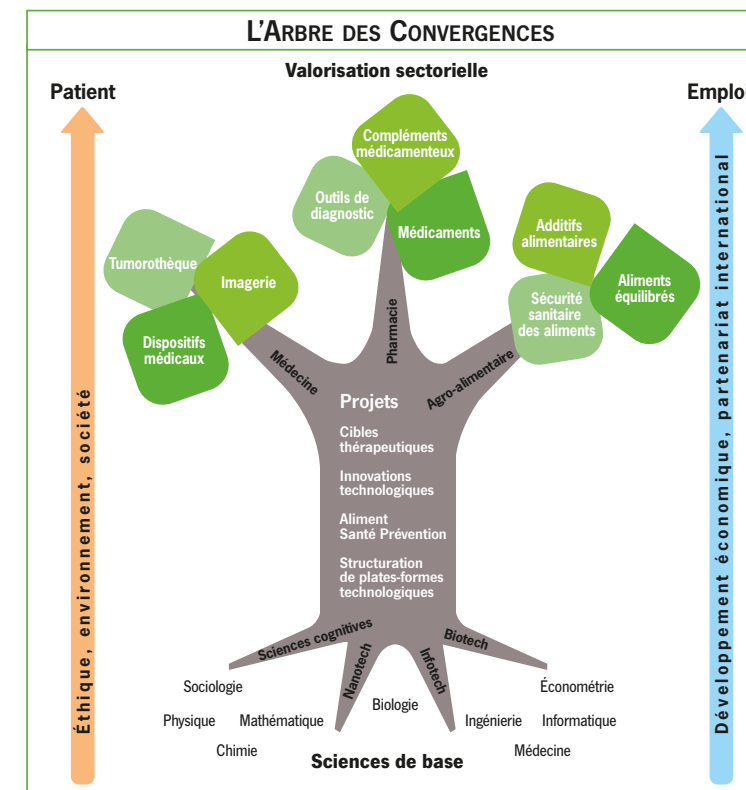 L'ARBRE DES CONVERGENCES
Valorisation sectorielle
Patient
Emploi
Compléments
médicamenteux
Outils de
diagnostic
Médicaments
Additifs
alimentaires
Aliments
équilibrés
Sécurité
sanitaire
des aliments
Tumorothèque
Imagerie
Dispositifs
médicaux
Médecine
Pharmacie
Agro-alimentaire
Projets
Cibles
thérapeutiques
Innovations
technologiques
Aliment
Santé Prévention
Structuration
de plates-formes
technologiques
Éthique, environnement, société
Développement économique, partenariat international
Sciences cognitives
Nanotech
Infotech
Biotech
Sociologie
Économétrie
Physique
Mathématique
Biologie
Ingénierie
Informatique
Chimie
Médecine
Sciences de base